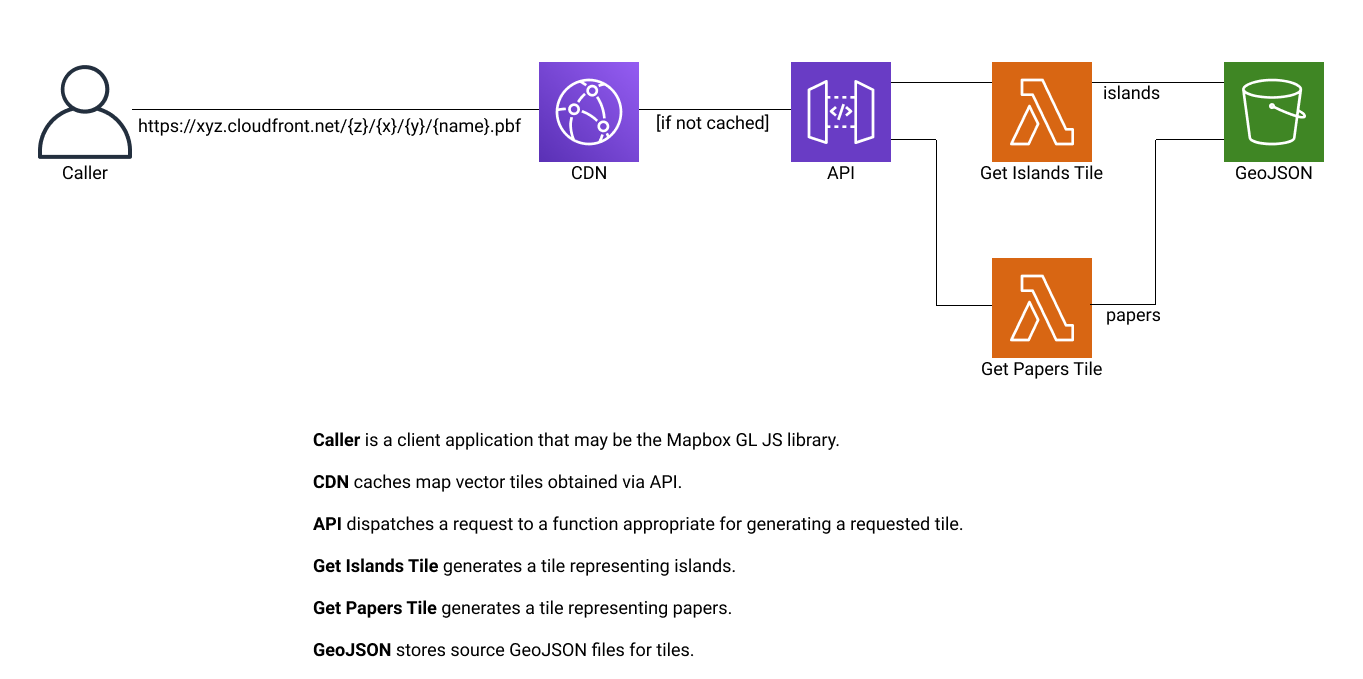 islands
https://xyz.cloudfront.net/{z}/{x}/{y}/{name}.pbf
[if not cached]
</>
Caller
CDN
API
Get Islands Tile
GeoJSON
papers
Get Papers Tile
Caller is a client application that may be the Mapbox GL JS library.
CDN caches map vector tiles obtained via API.
API dispatches a request to a function appropriate for generating a requested tile.
Get Islands Tile generates a tile representing islands.
Get Papers Tile generates a tile representing papers.
GeoJSON stores source GeoJSON files for tiles.